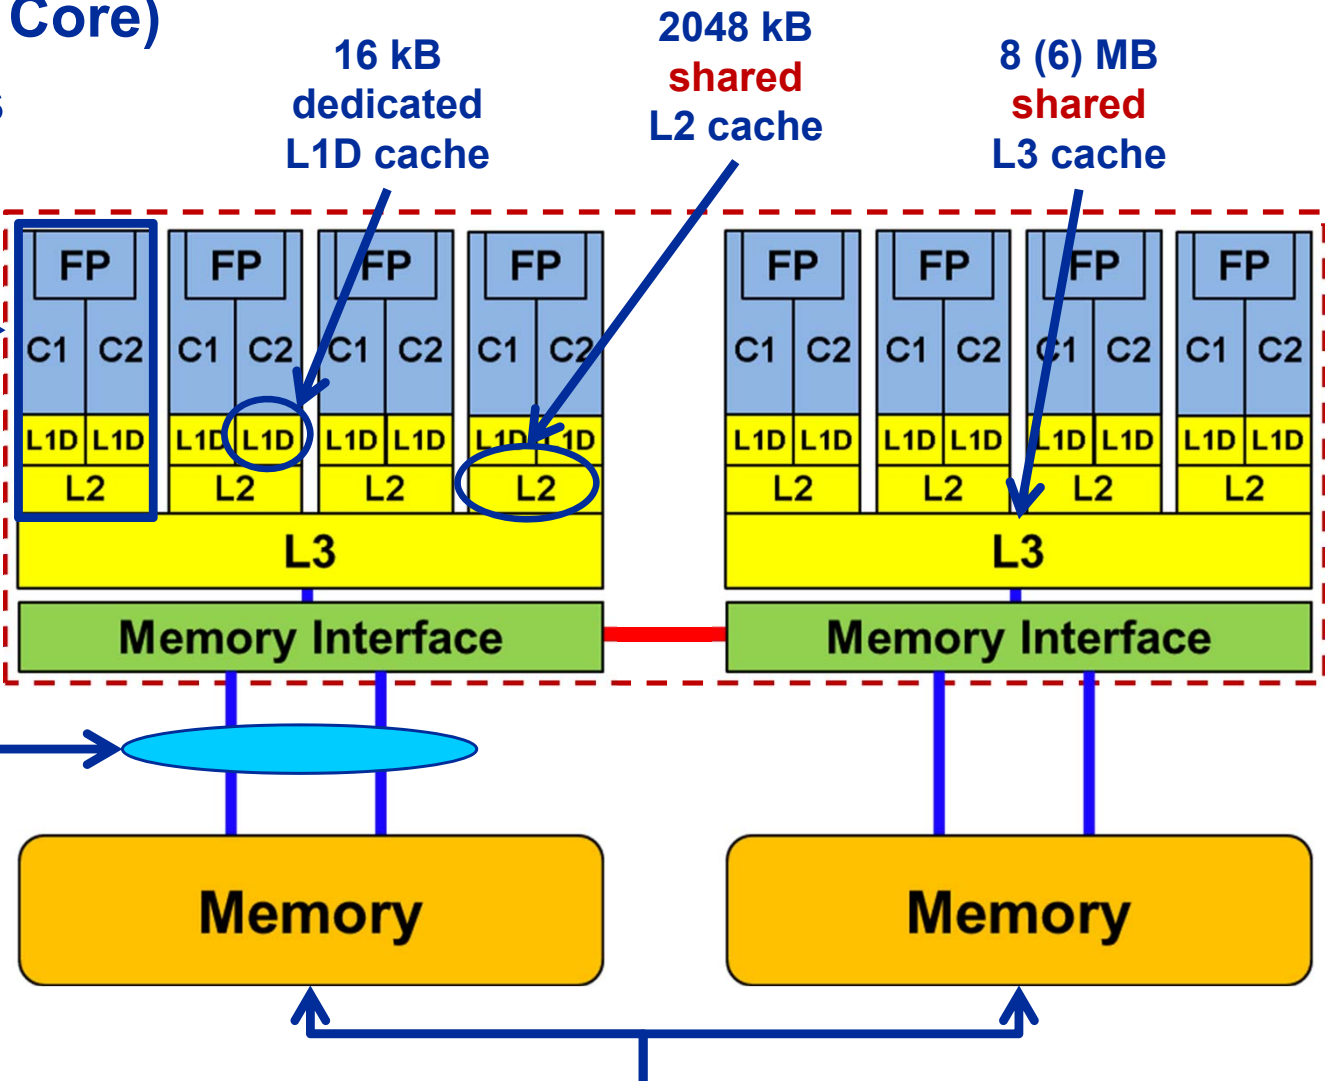 Core)
s
16 kB
dedicated
L1D cache
2048 kB
shared
L2 cache
8 (6) MB
shared
L3 cache
FP FP FP FP FP FP FP FP
C1 C2 C1 C2 C1 C2 C1 C2 C1 C2 C1 C2 C1 C2 C1 C2
L1D L1D L1D L1D L1D L1D L1D L1D L1D L1D L1D L1D L1D L1D L1D L1D
L2 L2 L2 L2 L2 L2 L2 L2
L3 L3
Memory Interface Memory Interface
Memory Memory